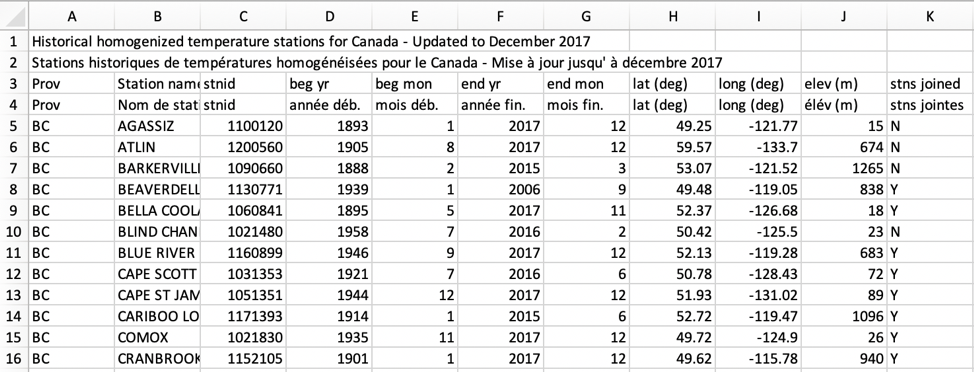 A B C D E F G H I J K
1 Historical homogenized temperature stations for Canada - Updated to December 2017
2 Stations historiques de températures homogénéisées pour le Canada - Mise à jour jusqu' à décembre 2017
3 Prov Station name stnid beg yr beg mon end yr end mon lat (deg) long (deg) elev (m) stns joined
4 Prov Nom de stat stnid année déb. mois déb. année fin. mois fin. lat (deg) long (deg) élév (m) stns jointes
5 BC AGASSIZ 1100120 1893 1 2017 12 49.25 -121.77 15 N
6 BC ATLIN 1200560 1905 8 2017 12 59.57 -133.7 674 N
7 BC BARKERVILL 1090660 1888 2 2015 3 53.07 -121.52 1265 N
8 BC BEAVERDELL 1130771 1939 1 2006 9 49.48 -119.05 838 Y
9 BC BELLA COOL 1060841 1895 5 2017 11 52.37 -126.68 18 Y
10 BC BLIND CHAN 1021480 1958 7 2016 2 50.42 -125.5 23 N
11 BC BLUE RIVER 1160899 1946 9 2017 12 52.13 -119.28 683 Y
12 BC CAPE SCOTT 1031353 1921 7 2016 6 50.78 -128.43 72 Y
13 BC CAPE ST JAM 1051351 1944 12 2017 12 51.93 -131.02 89 Y
14 BC CARIBOO LO 1171393 1914 1 2015 6 52.72 -119.47 1096 Y
15 BC COMOX 1021830 1935 11 2017 12 49.72 -124.9 26 Y
16 BC CRANBROOK 1152105 1901 1 2017 12 49.62 -115.78 940 Y